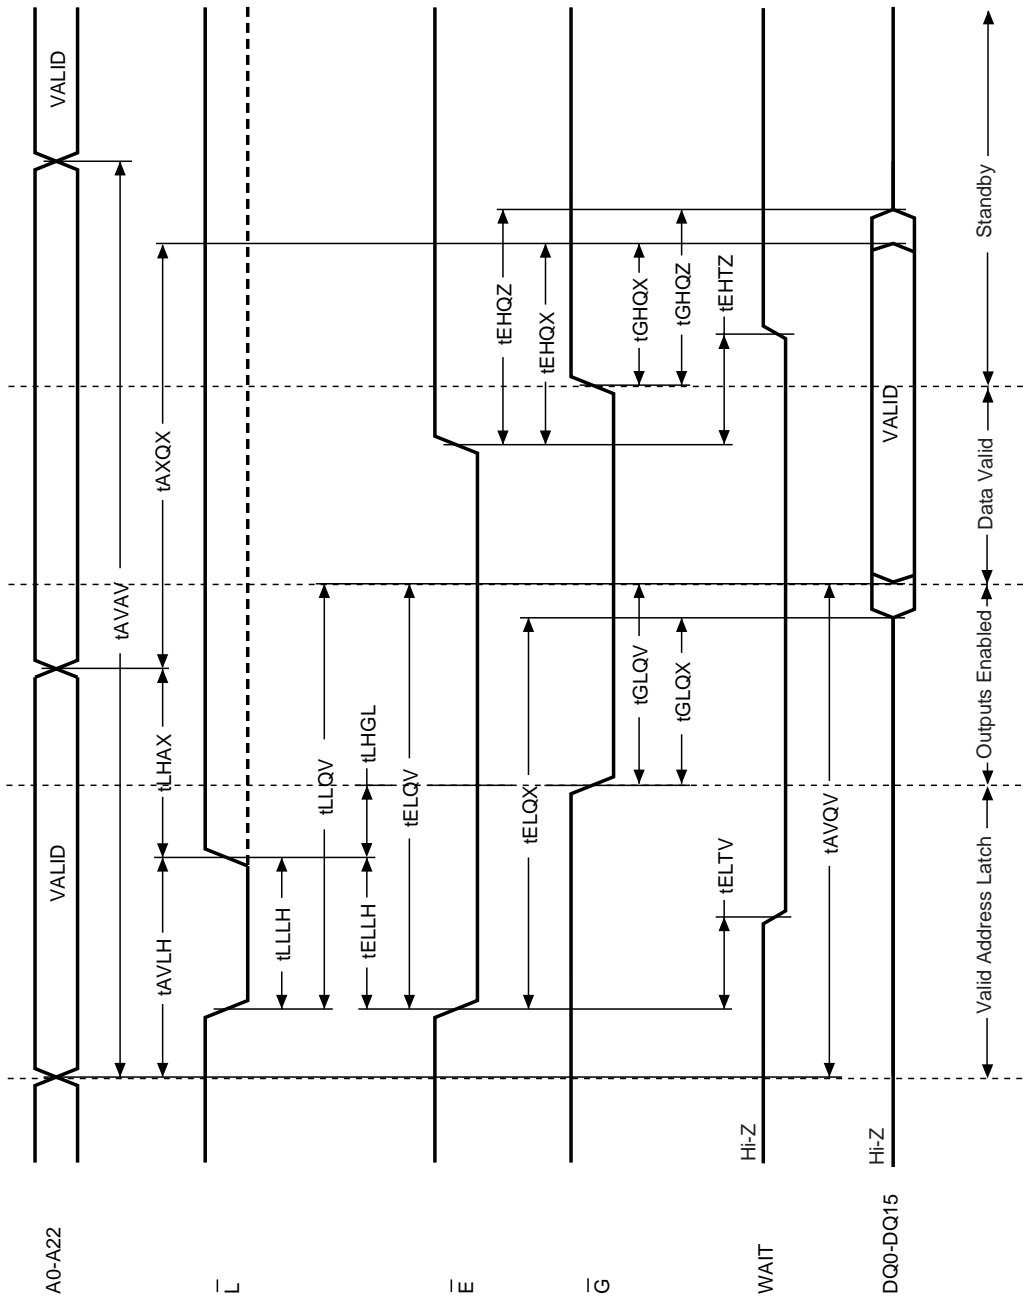 A0-A22
VALID
VALID
tAVAV
tAVLH
tLHAX
tAXQX
L
tLLLH
tLLQV
tELLH
tLHGL
tELQV
E
tELQX
tEHQZ
tEHQX
G
tGLQV
tGHQX
tGLQX
tGHQZ
WAIT
Hi-Z
tELTV
tEHTZ
tAVQV
DQ0-DQ15
Hi-Z
VALID
Valid Address Latch
Outputs Enabled
Data Valid
Standby